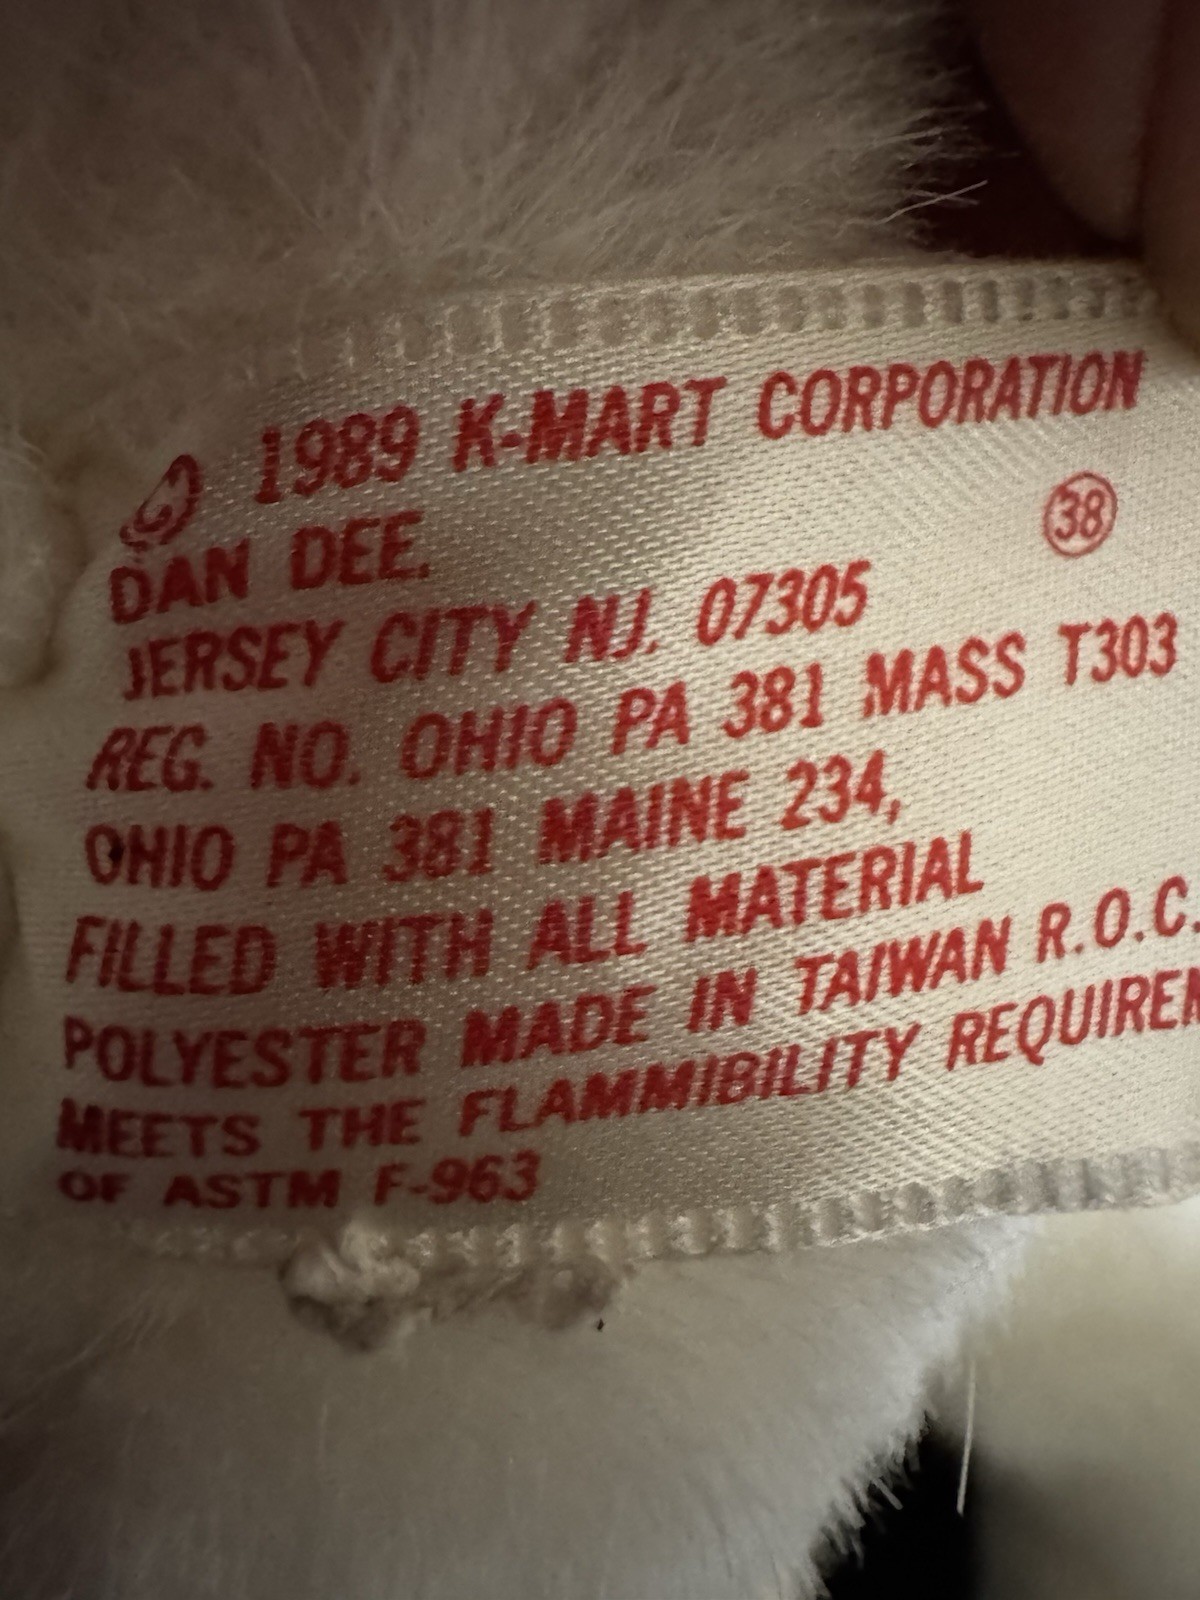 © 1989 K-MART CORPORATION
DAN DEE. 38
JERSEY CITY NJ. 07305
REG. NO. OHIO PA 381 MASS T303
OHIO PA 381 MAINE 234,
FILLED WITH ALL MATERIAL
POLYESTER MADE IN TAIWAN R.O.C.
MEETS THE FLAMMIBILITY REQUIREM
OF ASTM F-963